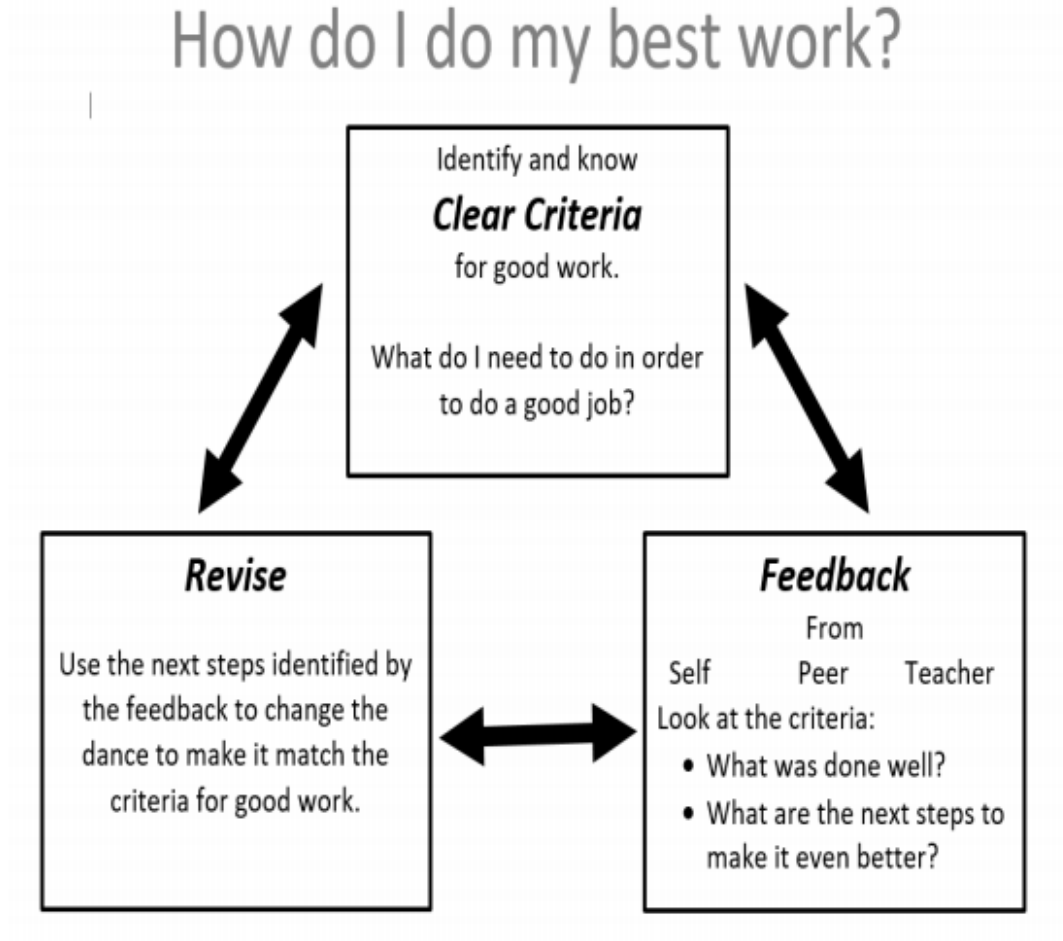 How do I do my best work?
Identify and know
Clear Criteria
for good work.
What do I need to do in order
to do a good job?
Revise
Use the next steps identified by
the feedback to change the
dance to make it match the
criteria for good work.
Feedback
From
Self Peer Teacher
Look at the criteria:
• What was done well?
• What are the next steps to
make it even better?